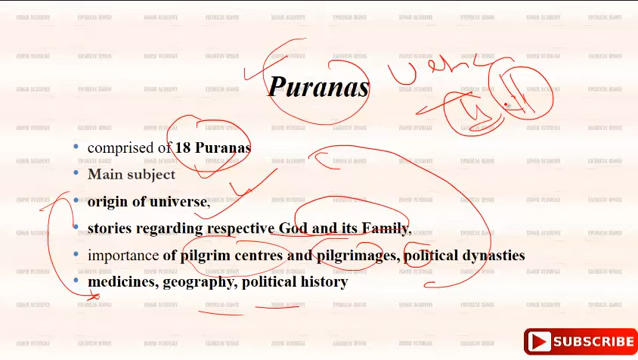 Puranas
comprised of 18 Puranas
Main subject
origin of universe,
stories regarding respective God and its Family,
importance of pilgrim centres and pilgrimages, political dynasties
medicines, geography, political history
SUBSCRIBE